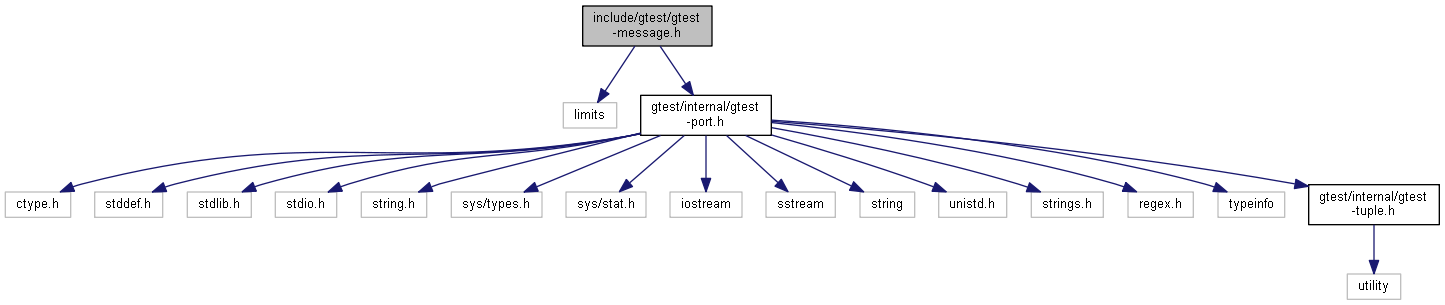 include/gtest/gtest
-message.h
limits
gtest/internal/gtest
-port.h
ctype.h
stddef.h
stdlib.h
stdio.h
string.h
sys/types.h
sys/stat.h
iostream
sstream
string
unistd.h
strings.h
regex.h
typeinfo
gtest/internal/gtest
-tuple.h
utility